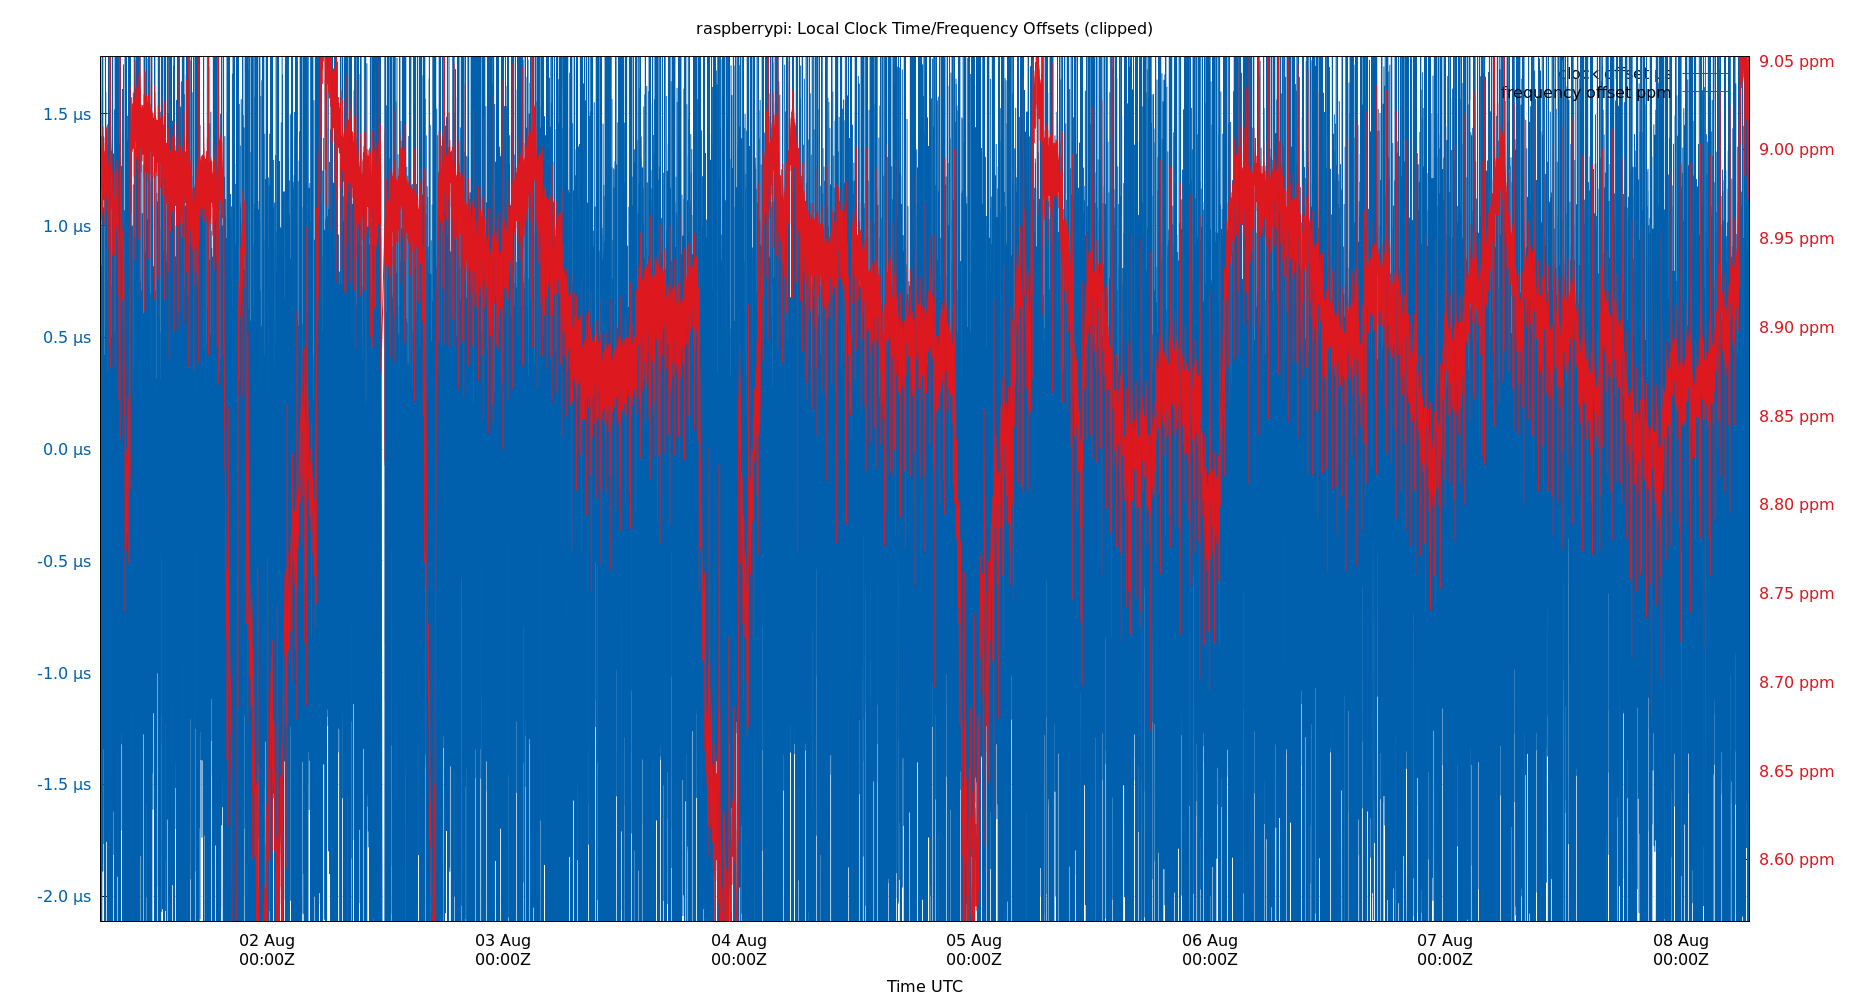 raspberrypi: Local Clock Time/Frequency Offsets (clipped)
clock offset µs
frequency offset ppm
1.5 µs
1.0 µs
0.5 µs
0.0 µs
-0.5 µs
-1.0 µs
-1.5 µs
-2.0 µs
9.05 ppm
9.00 ppm
8.95 ppm
8.90 ppm
8.85 ppm
8.80 ppm
8.75 ppm
8.70 ppm
8.65 ppm
8.60 ppm
02 Aug 03 Aug 04 Aug 05 Aug 06 Aug 07 Aug 08 Aug
00:00Z 00:00Z 00:00Z 00:00Z 00:00Z 00:00Z 00:00Z
Time UTC